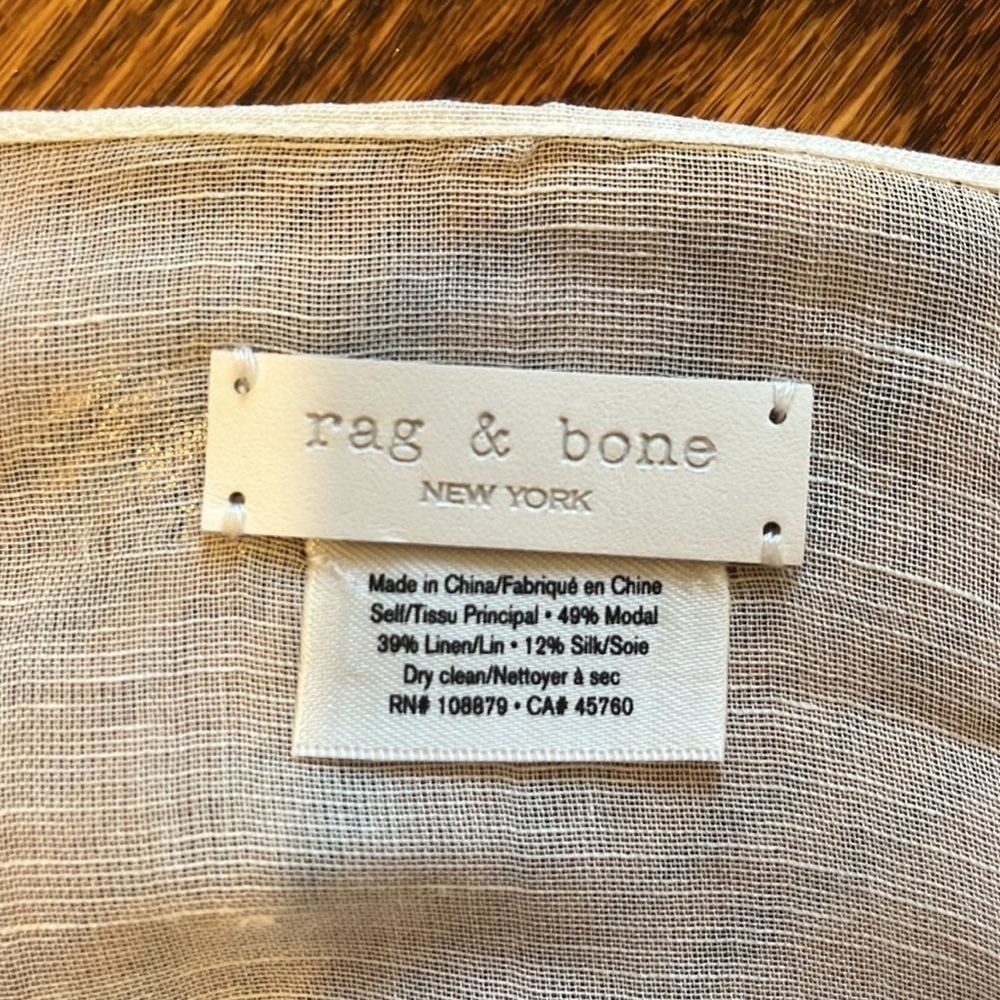 rag & bone
NEW YORK
Made in China/Fabriqué en Chine
Self/Tissu Principal • 49% Modal
39% Linen/Lin • 12% Silk/Soie
Dry clean/Nettoyer à sec
RN# 108879 • CA# 45760